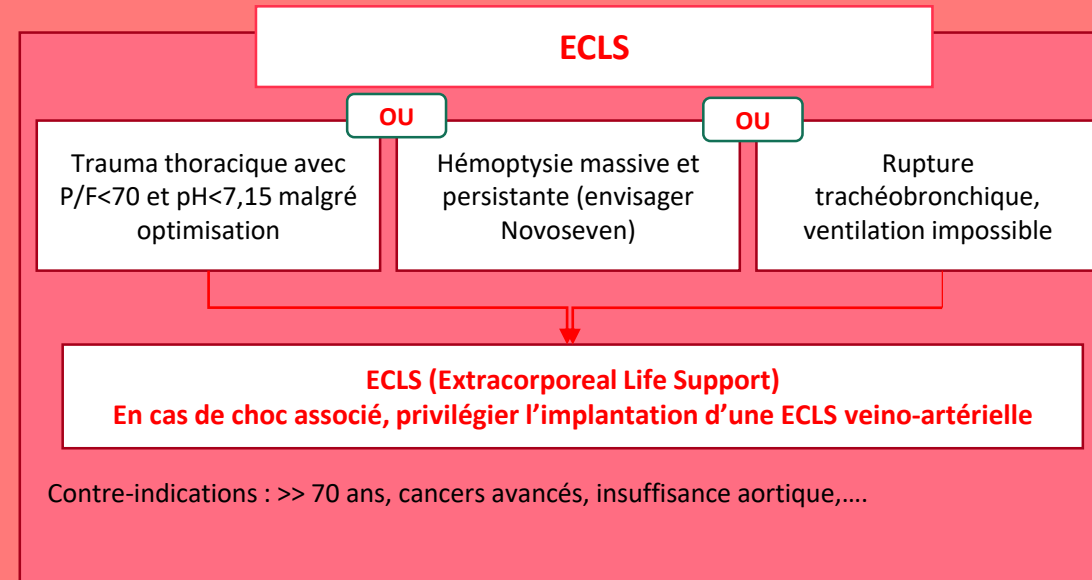 ECLS
OU
OU
Trauma thoracique avec
P/F<70 et pH<7,15 malgré
optimisation
Hémoptysie massive et
persistante (envisager
Novoseven)
Rupture
trachéobronchique,
ventilation impossible
ECLS (Extracorporeal Life Support)
En cas de choc associé, privilégier l’implantation d’une ECLS veino-artérielle
Contre-indications : >> 70 ans, cancers avancés, insuffisance aortique,….